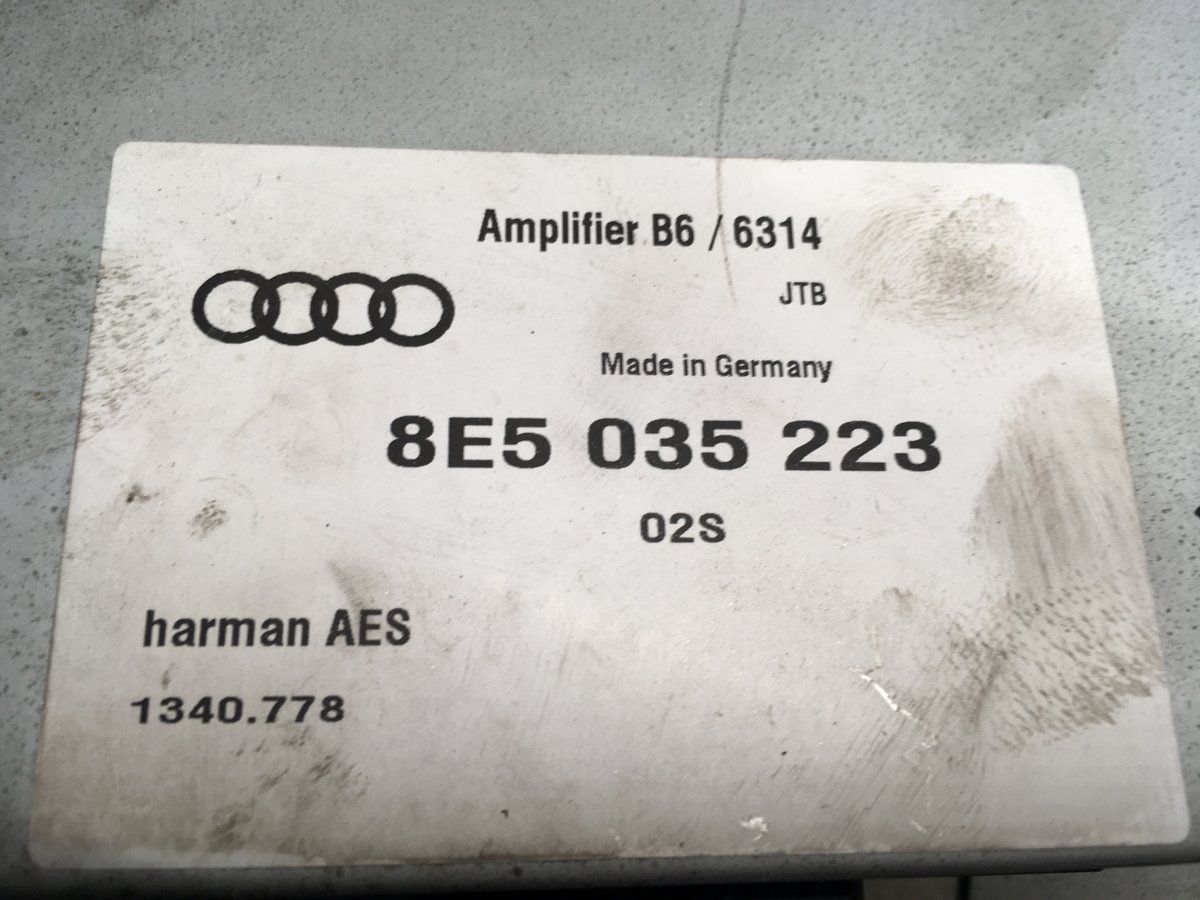 Amplifier B6 / 6314
JTB
Made in Germany
8E5 035 223
02S
harman AES
1340.778